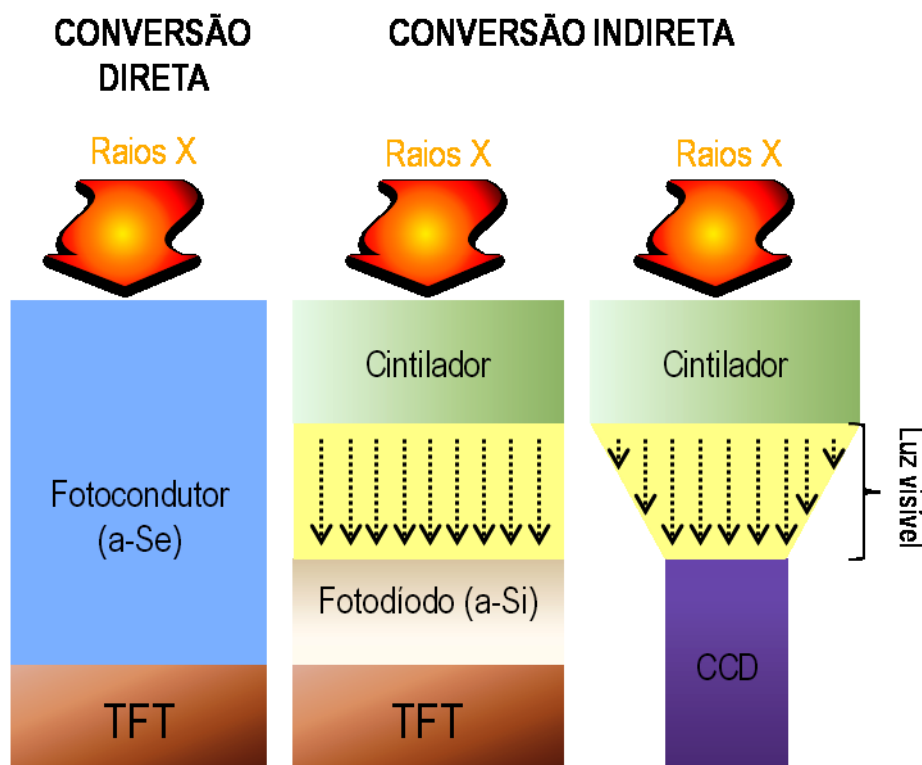 CONVERSÃO
DIRETA
CONVERSÃO INDIRETA
Raios X
Raios X
Raios X
Fotocondutor
(a-Se)
Cintilador
Cintilador
Luz visível
Fotodíodo (a-Si)
CCD
TFT
TFT